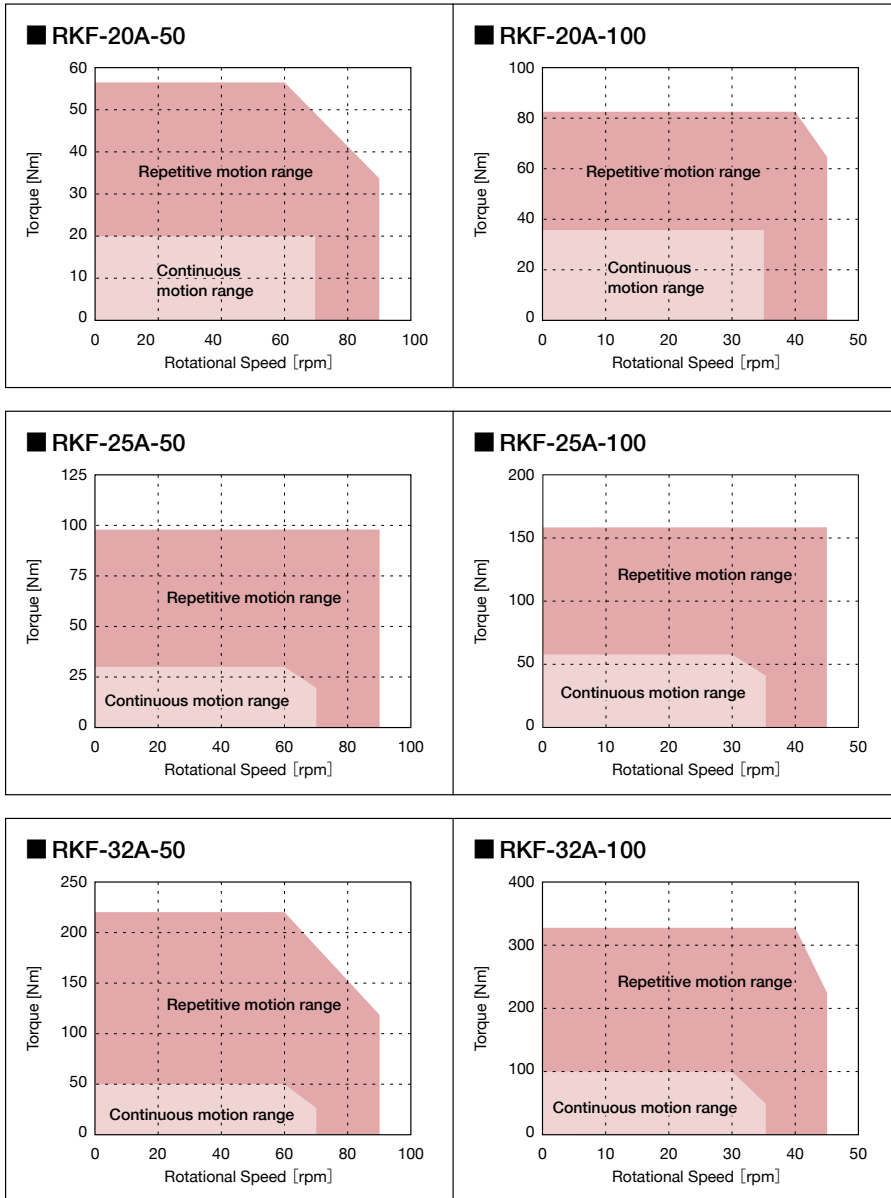 ■ RKF-20A-50
60
50
40
30
20
10
0
Torque [Nm]
Repetitive motion range
Continuous
motion range
0 20 40 60 80 100
Rotational Speed [rpm]
■ RKF-20A-100
100
80
60
40
20
0
Torque [Nm]
Repetitive motion range
Continuous
motion range
0 10 20 30 40 50
Rotational Speed [rpm]
■ RKF-25A-50
125
100
75
50
25
0
Torque [Nm]
Repetitive motion range
Continuous motion range
0 20 40 60 80 100
Rotational Speed [rpm]
■ RKF-25A-100
200
150
100
50
0
Torque [Nm]
Repetitive motion range
Continuous motion range
0 10 20 30 40 50
Rotational Speed [rpm]
■ RKF-32A-50
250
200
150
100
50
0
Torque [Nm]
Repetitive motion range
Continuous motion range
0 20 40 60 80 100
Rotational Speed [rpm]
■ RKF-32A-100
400
300
200
100
0
Torque [Nm]
Repetitive motion range
Continuous motion range
0 10 20 30 40 50
Rotational Speed [rpm]